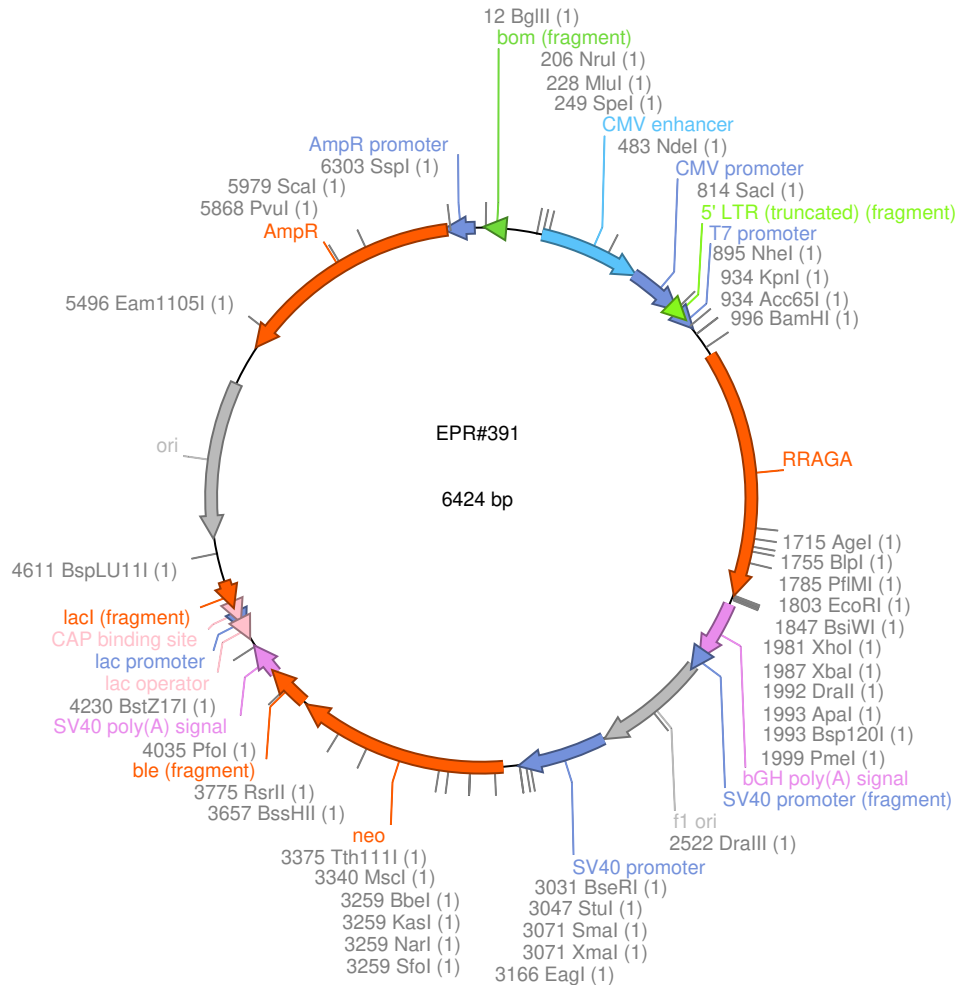 12 BglII (1)
bom (fragment)
206 NruI (1)
228 MluI (1)
249 SpeI (1)
CMV enhancer
483 NdeI (1)
CMV promoter
814 SacI (1)
5' LTR (truncated) (fragment)
T7 promoter
895 NheI (1)
934 KpnI (1)
934 Acc65I (1)
996 BamHI (1)
RRAGA
1715 AgeI (1)
1755 BlpI (1)
1785 PflMI (1)
1803 EcoRI (1)
1847 BsiWI (1)
1981 XhoI (1)
1987 XbaI (1)
1992 DraII (1)
1993 ApaI (1)
1993 Bsp120I (1)
1999 PmeI (1)
bGH poly(A) signal
SV40 promoter (fragment)
f1 ori
2522 DraIII (1)
SV40 promoter
3031 BseRI (1)
3047 StuI (1)
3071 SmaI (1)
3071 XmaI (1)
3166 EagI (1)
3259 SfoI (1)
3259 NarI (1)
3259 KasI (1)
3259 BbeI (1)
3340 MscI (1)
3375 Tth111I (1)
neo
3657 BssHII (1)
3775 RsrII (1)
ble (fragment)
4035 PfoI (1)
SV40 poly(A) signal
4230 BstZ17I (1)
lac operator
lac promoter
CAP binding site
lacI (fragment)
4611 BspLU11I (1)
ori
5496 Eam1105I (1)
AmpR
5868 PvuI (1)
5979 ScaI (1)
6303 SspI (1)
AmpR promoter
EPR#391
6424 bp